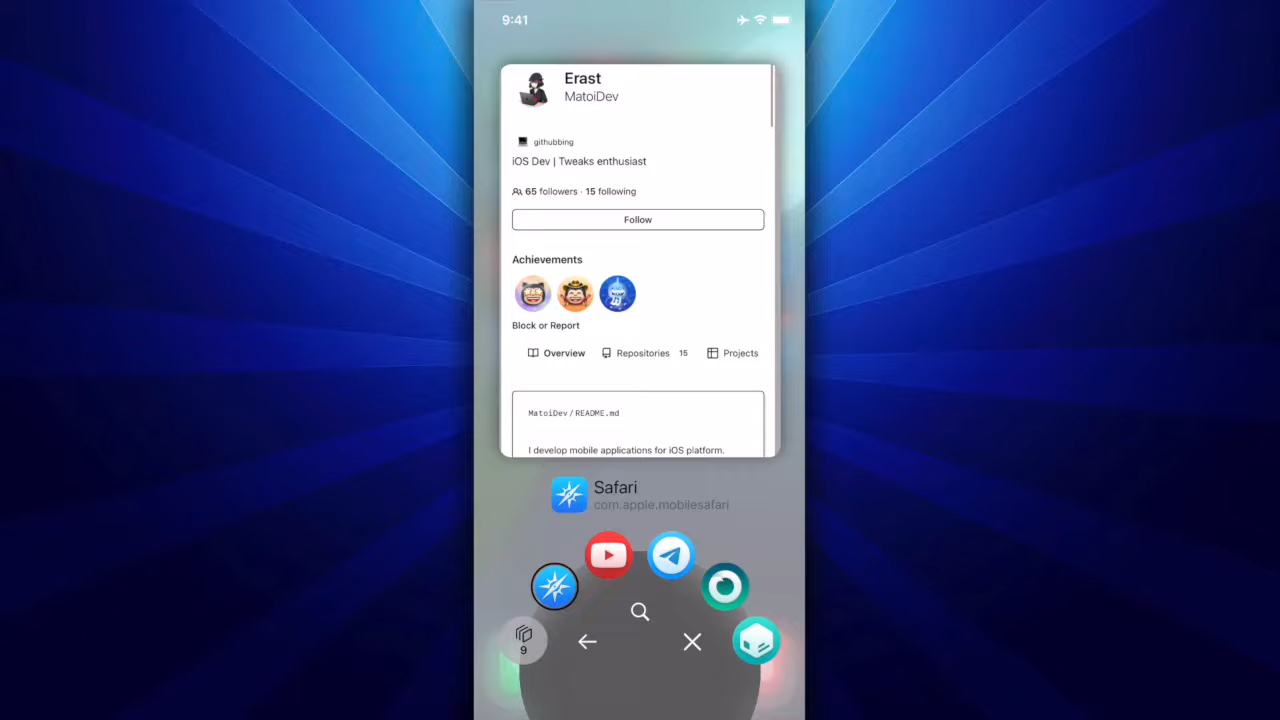 9:41
Erast
MatoiDev
githubbing
iOS Dev | Tweaks enthusiast
65 followers · 15 following
Follow
Achievements
Block or Report
Overview Repositories 15 Projects
MatoiDev / README.md
I develop mobile applications for iOS platform.
Safari
com.apple.mobilesafari
9